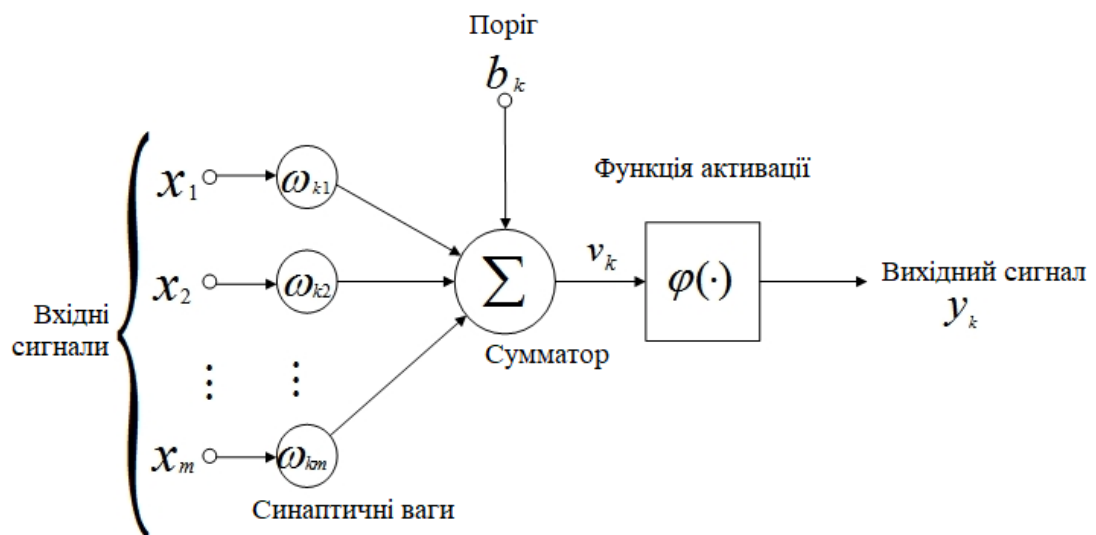 Поріг
b_k
Функція активації
x_1
ω_k1
x_2
ω_k2
Σ
v_k
φ(·)
Вихідний сигнал
y_k
Вхідні
сигнали
Сумматор
⋮
⋮
x_m
ω_km
Синаптичні ваги